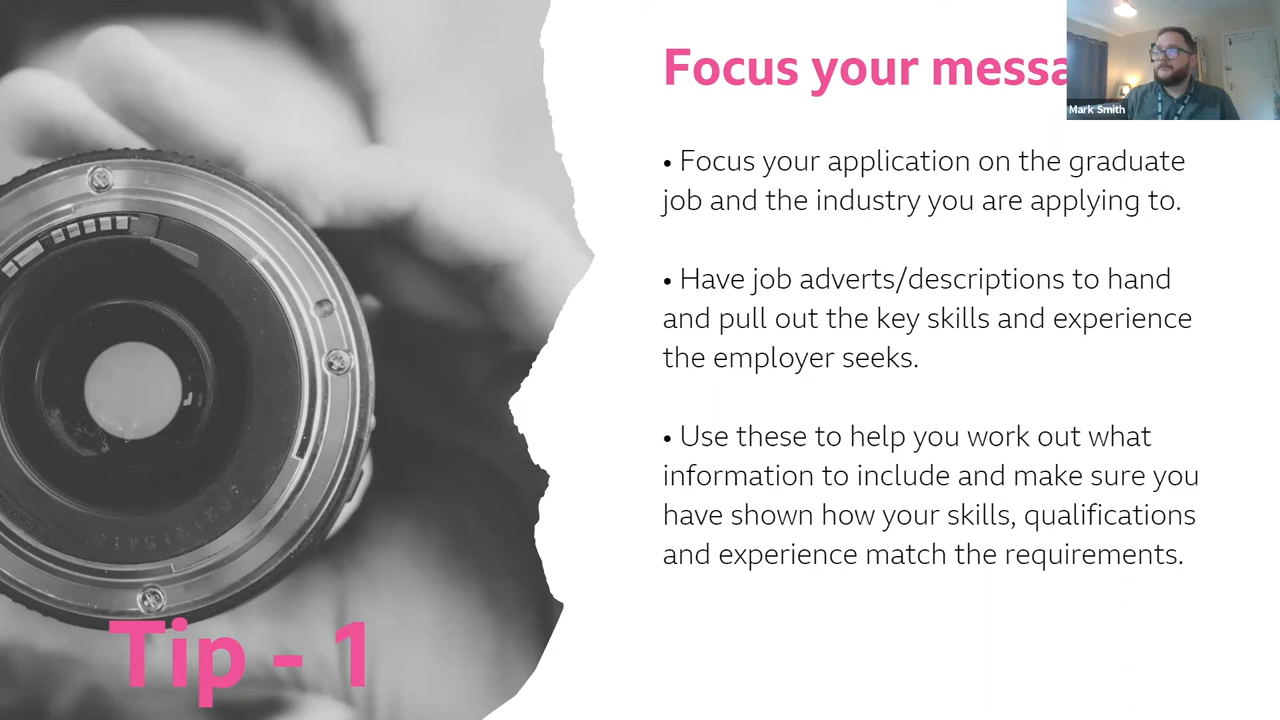 Focus your messa
Mark Smith
• Focus your application on the graduate
job and the industry you are applying to.
• Have job adverts/descriptions to hand
and pull out the key skills and experience
the employer seeks.
• Use these to help you work out what
information to include and make sure you
have shown how your skills, qualifications
and experience match the requirements.
Tip - 1